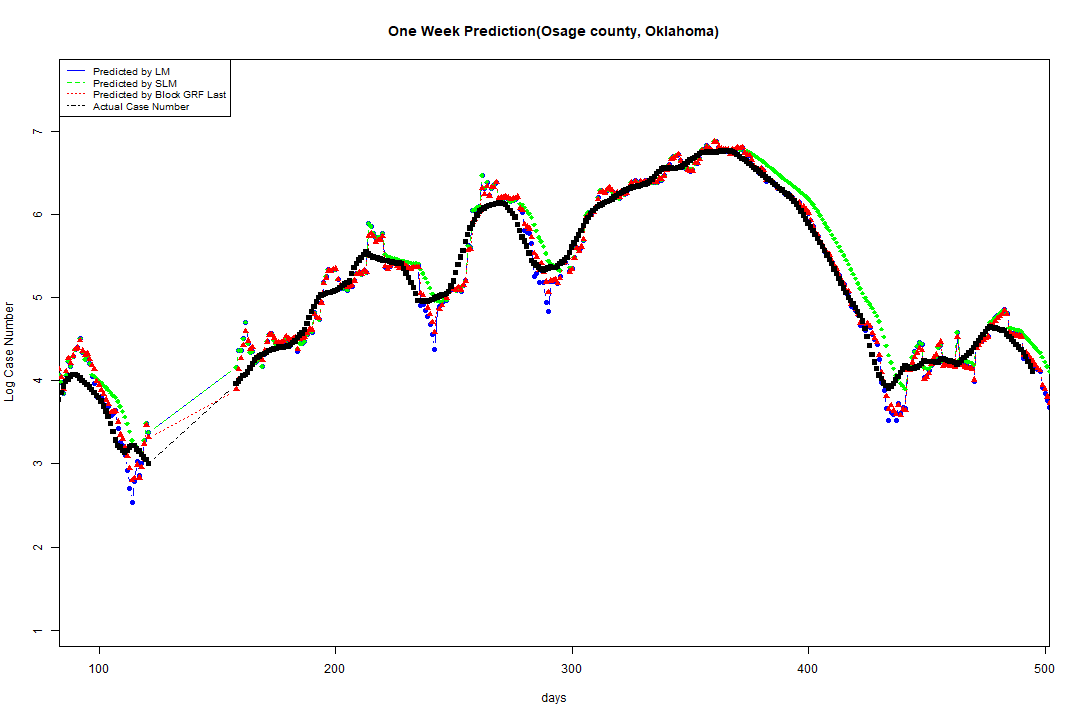 One Week Prediction(Osage county, Oklahoma)
Predicted by LM
Predicted by SLM
Predicted by Block GRF Last
Actual Case Number
Log Case Number
7
6
5
4
3
2
1
100 200 300 400 500
days